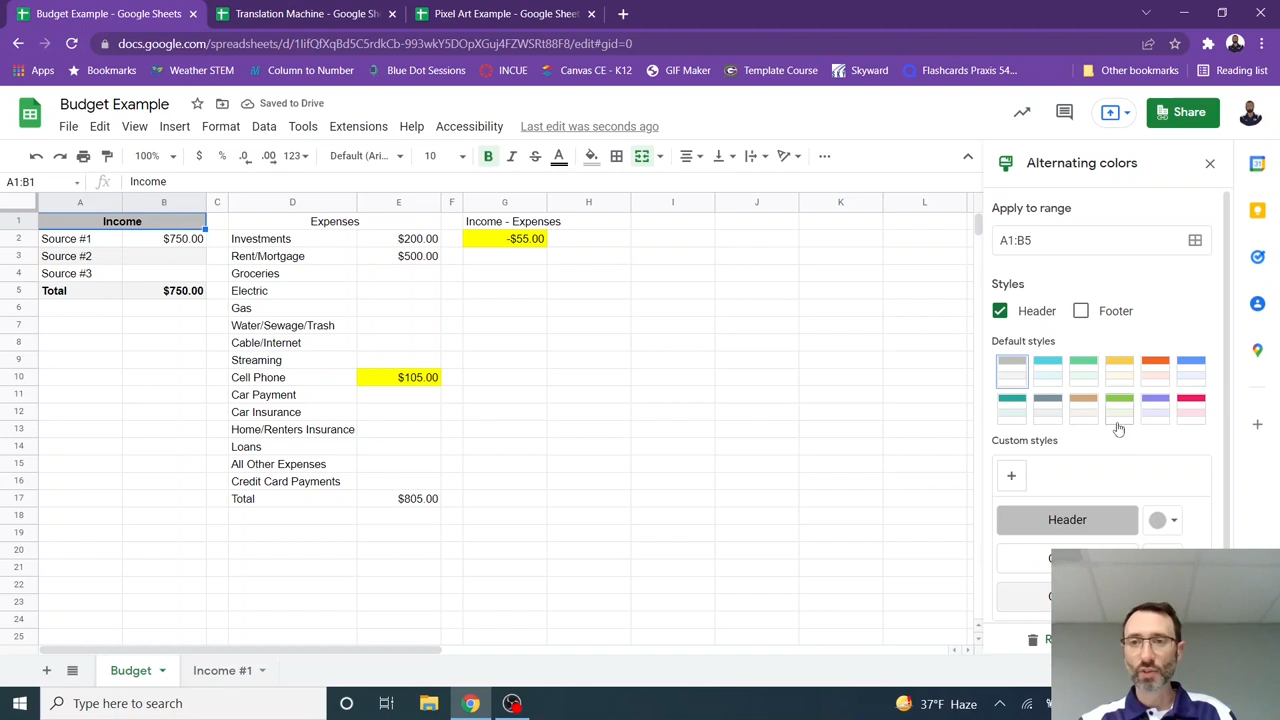 Budget Example - Google Sheets
Translation Machine - Google Sh
Pixel Art Example - Google Sheet
docs.google.com/spreadsheets/d/1IifQfXqBd5C5rdkCb-993wkY5DOpXGuj4FZWSRt88F8/edit#gid=0
Apps Bookmarks Weather STEM Column to Number Blue Dot Sessions INCUE Canvas CE - K12 GIF Maker Template Course Skyward Flashcards Praxis 54... Other bookmarks Reading list
Budget Example Saved to Drive
File Edit View Insert Format Data Tools Extensions Help Accessibility Last edit was seconds ago
Share
100% $ % .0 .00 123 Default (Ari... 10 B I S A
A1:B1 fx Income
A B C D E F G H I J K L
1 Income Expenses Income - Expenses
2 Source #1 $750.00 Investments $200.00 -$55.00
3 Source #2 Rent/Mortgage $500.00
4 Source #3 Groceries
5 Total $750.00 Electric
6 Gas
7 Water/Sewage/Trash
8 Cable/Internet
9 Streaming
10 Cell Phone $105.00
11 Car Payment
12 Car Insurance
13 Home/Renters Insurance
14 Loans
15 All Other Expenses
16 Credit Card Payments
17 Total $805.00
18
19
20
21
22
23
24
25
Alternating colors
Apply to range
A1:B5
Styles
Header Footer
Default styles
Custom styles
+
Header
31
Budget Income #1
Type here to search
37°F Haze